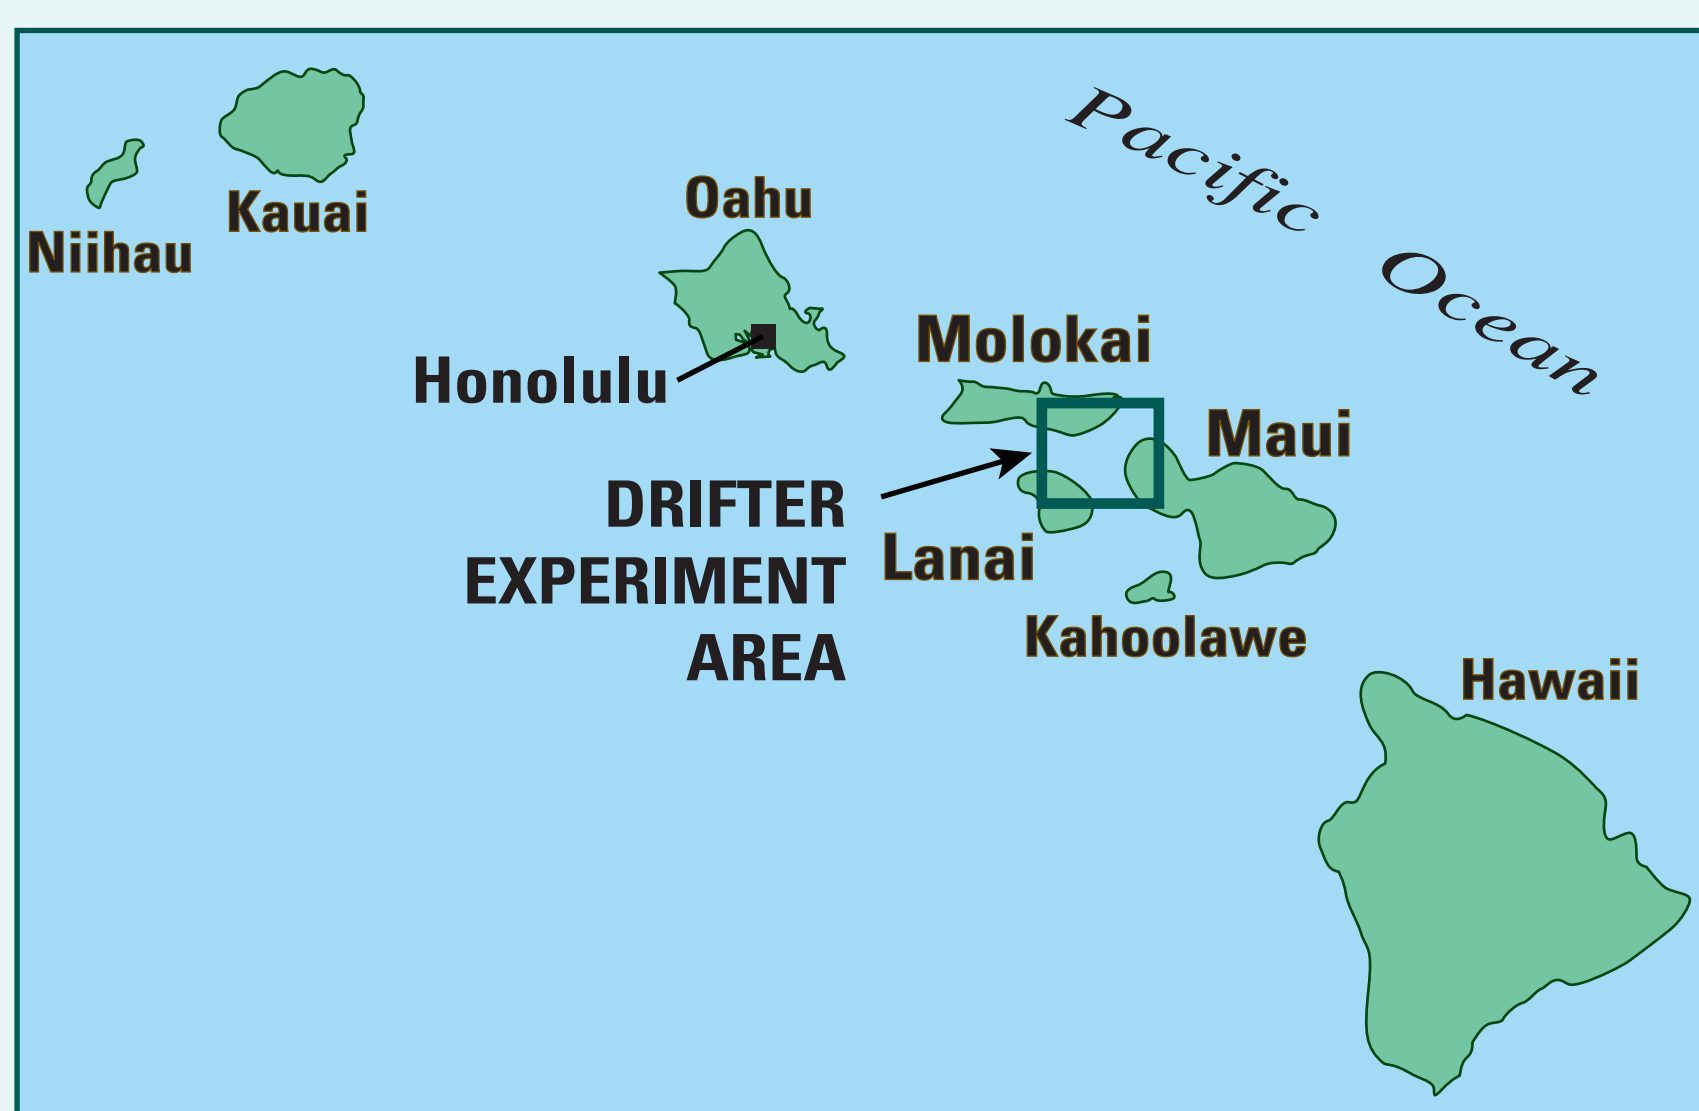 Pacific Ocean
Oahu
Kauai
Niihau
Molokai
Honolulu
Maui
DRIFTER
EXPERIMENT
AREA
Lanai
Kahoolawe
Hawaii